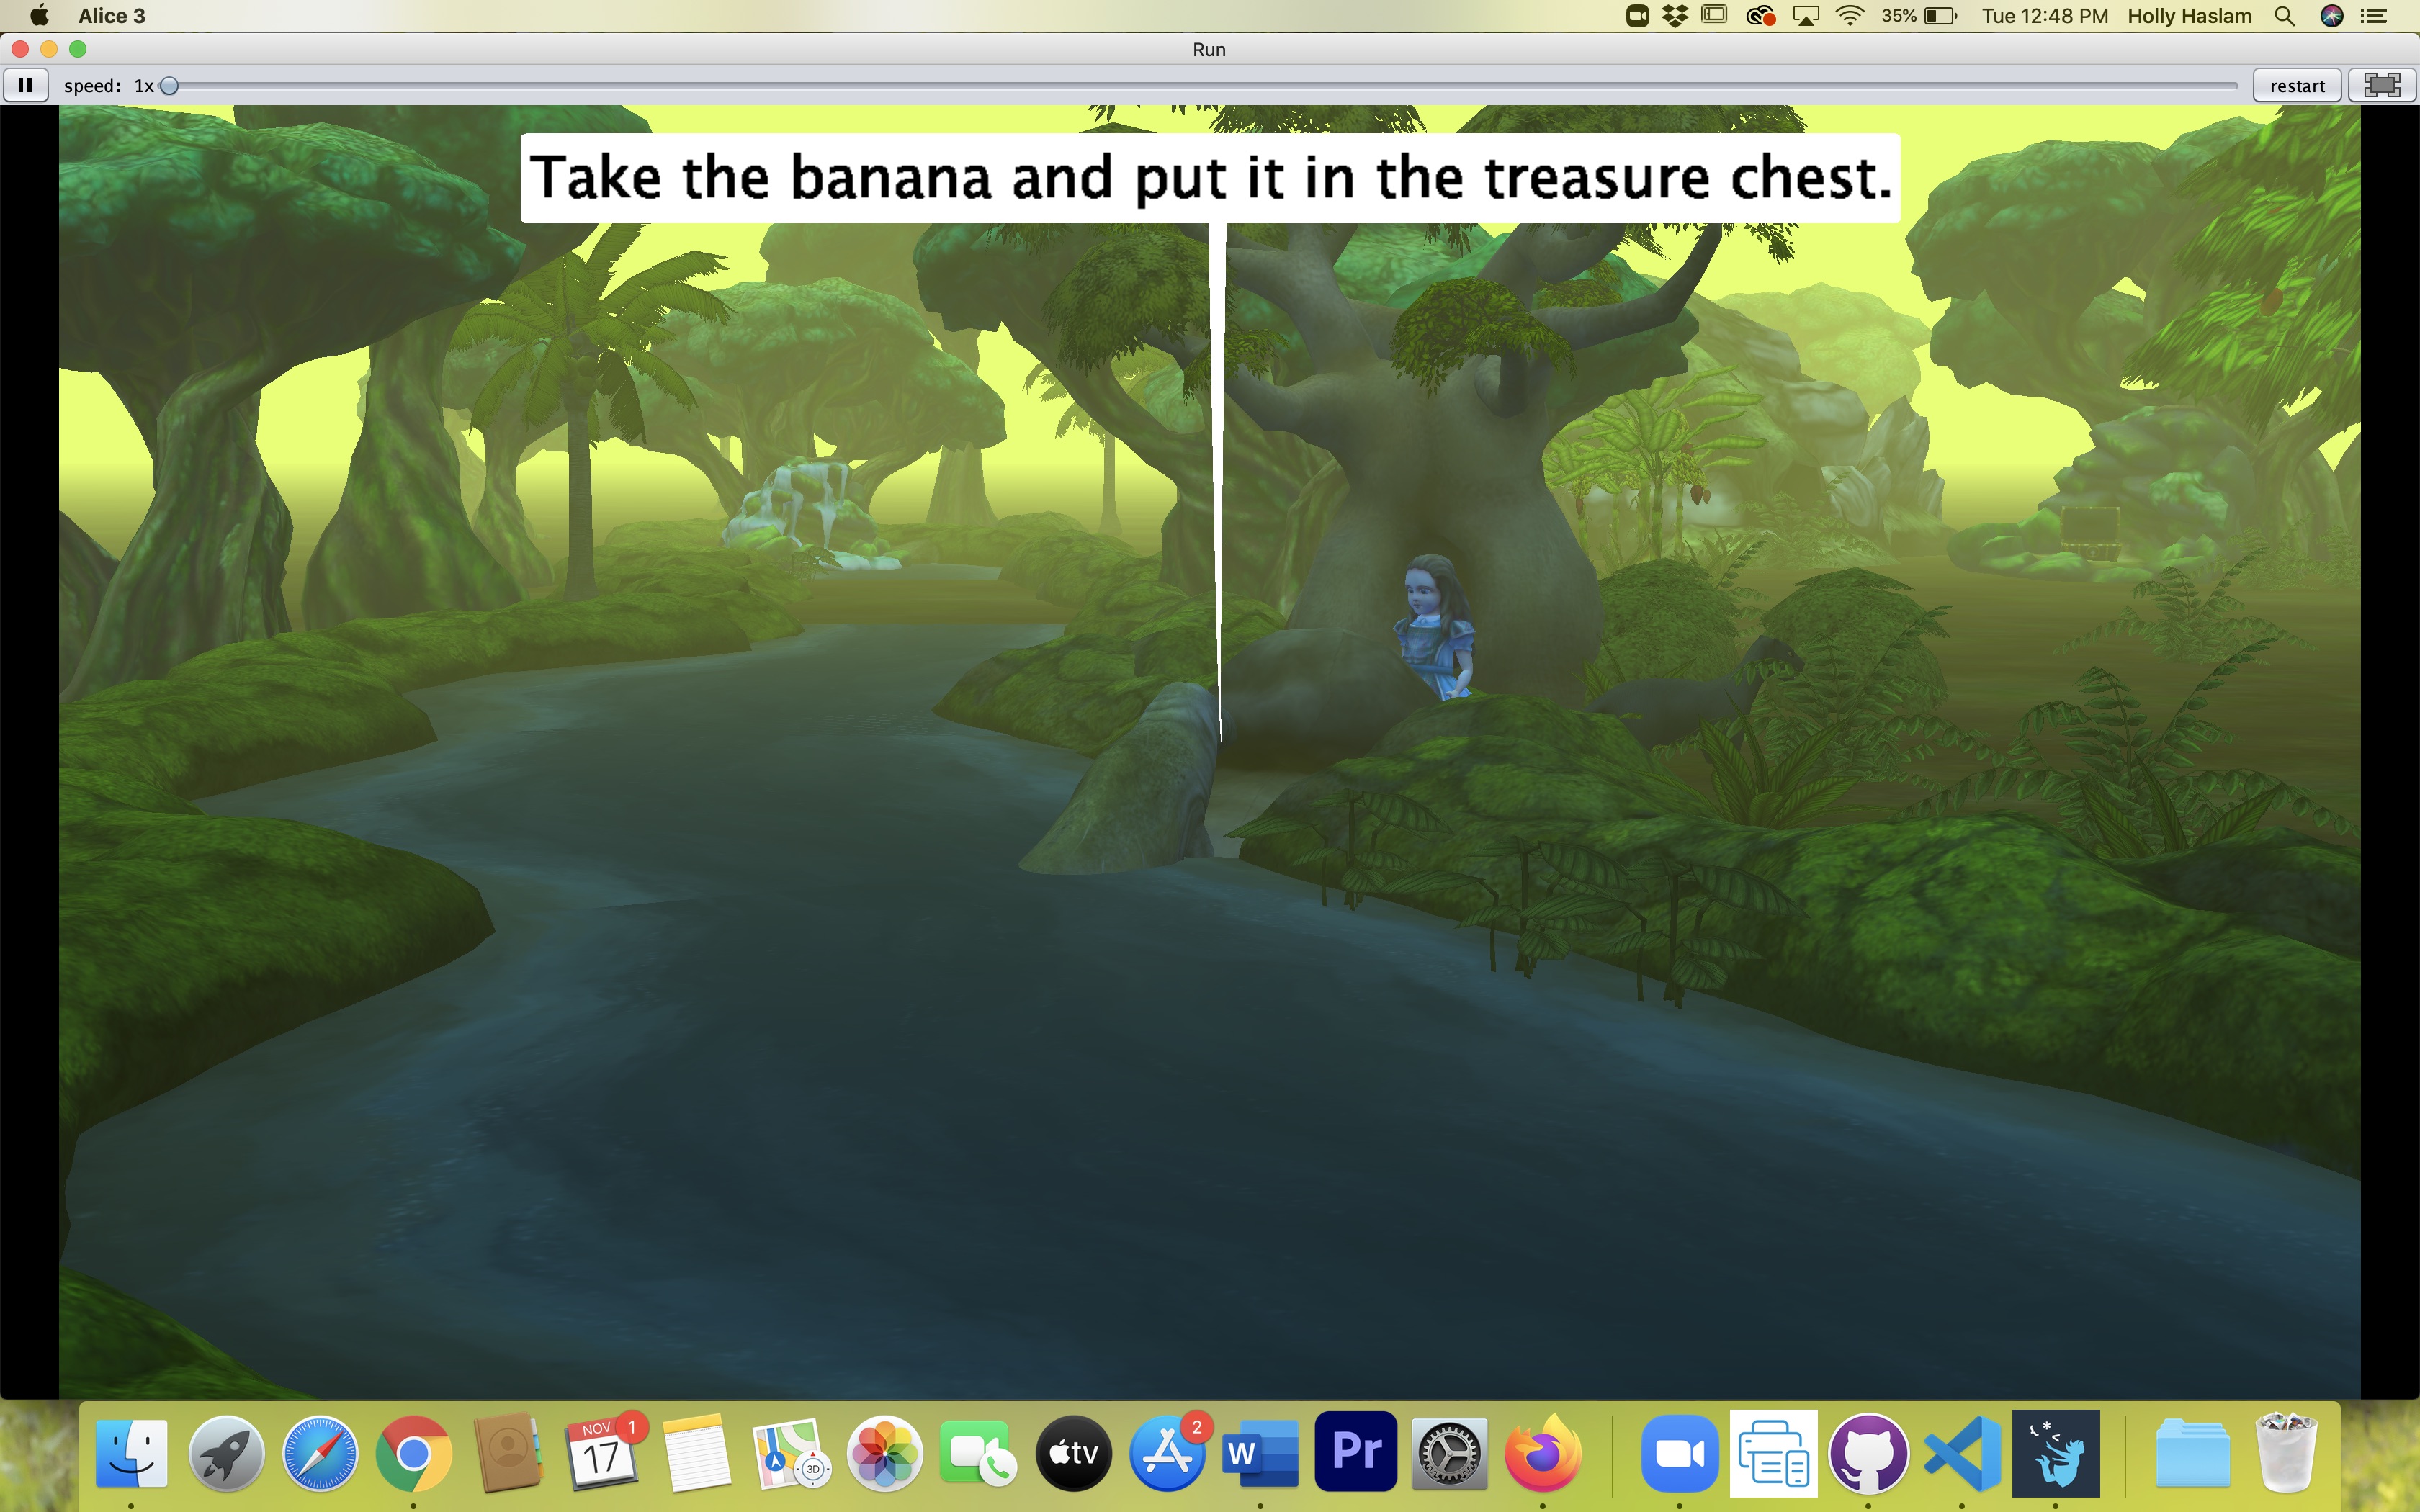 Alice 3
35%
Tue 12:48 PM
Holly Haslam
Run
speed: 1x
restart
Take the banana and put it in the treasure chest.
NOV
1
17
3D
tv
2
W
Pr